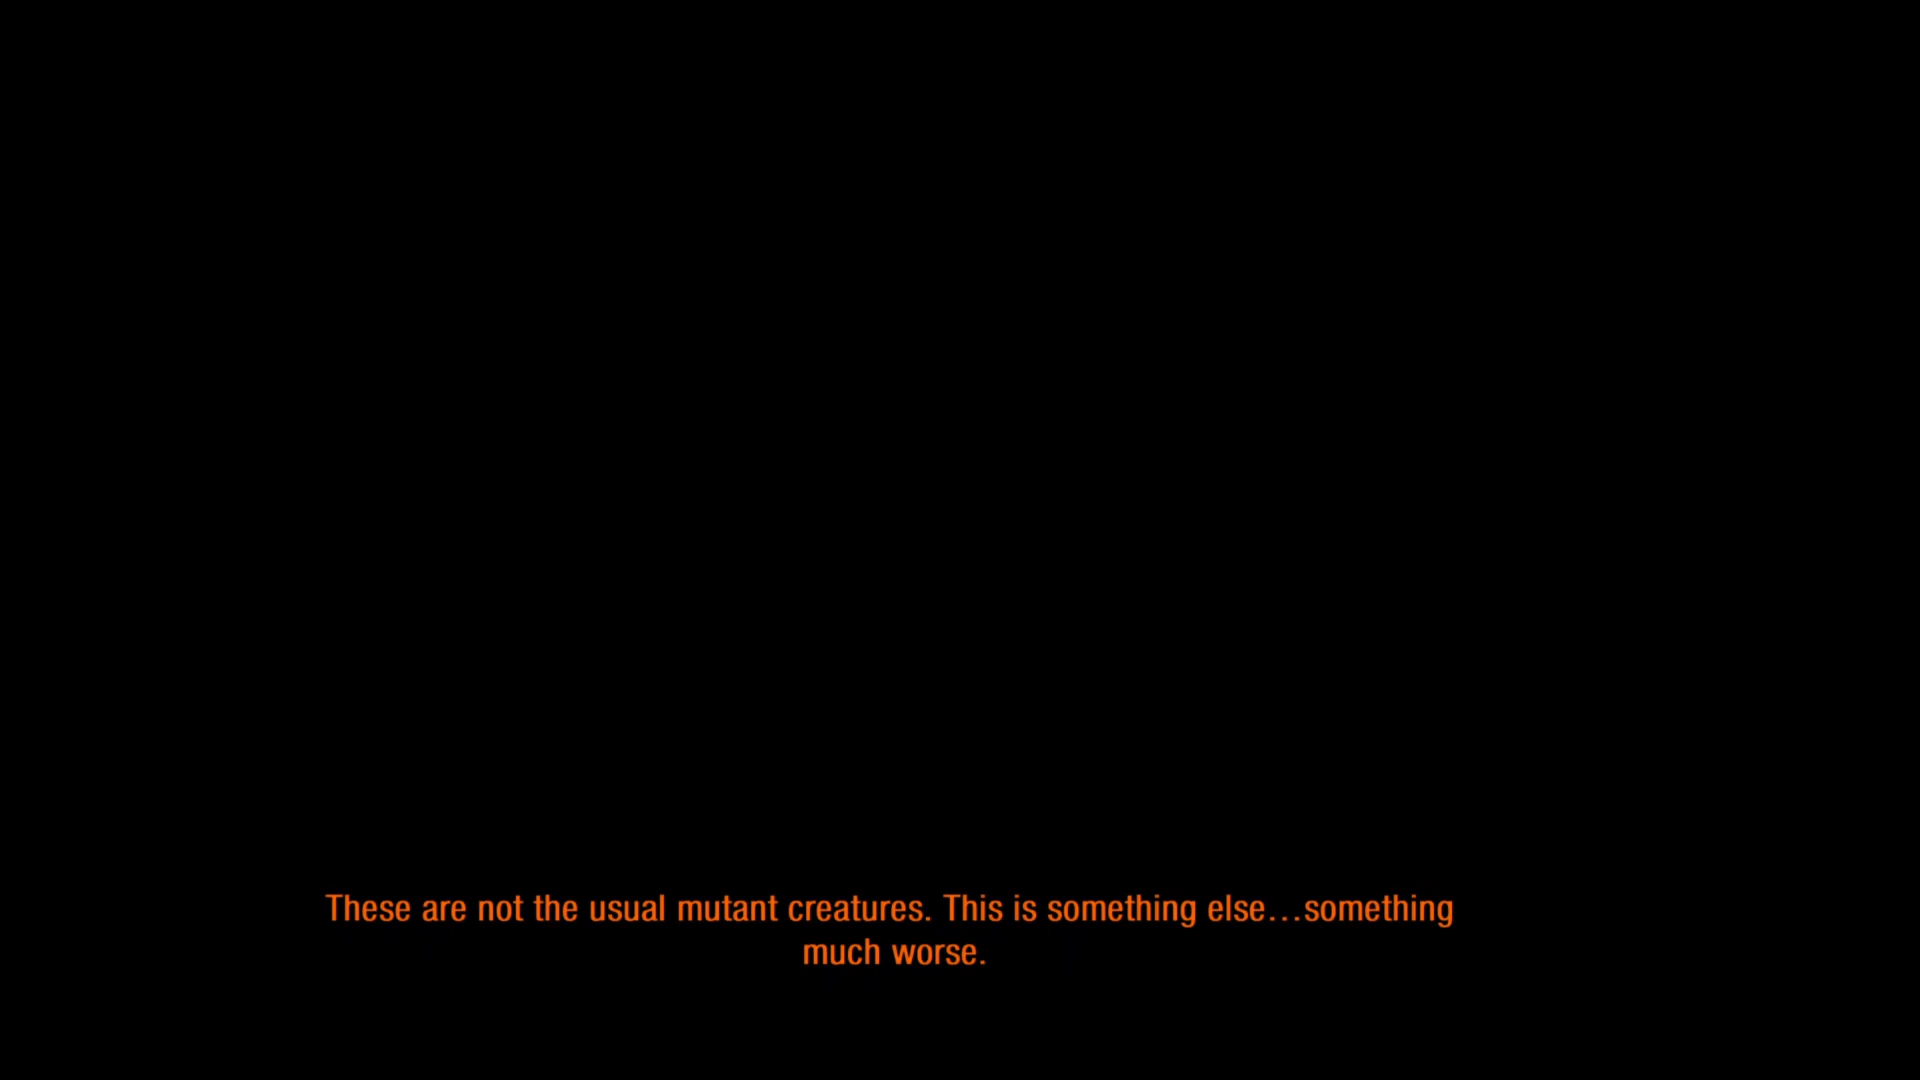 These are not the usual mutant creatures. This is something else…something
much worse.